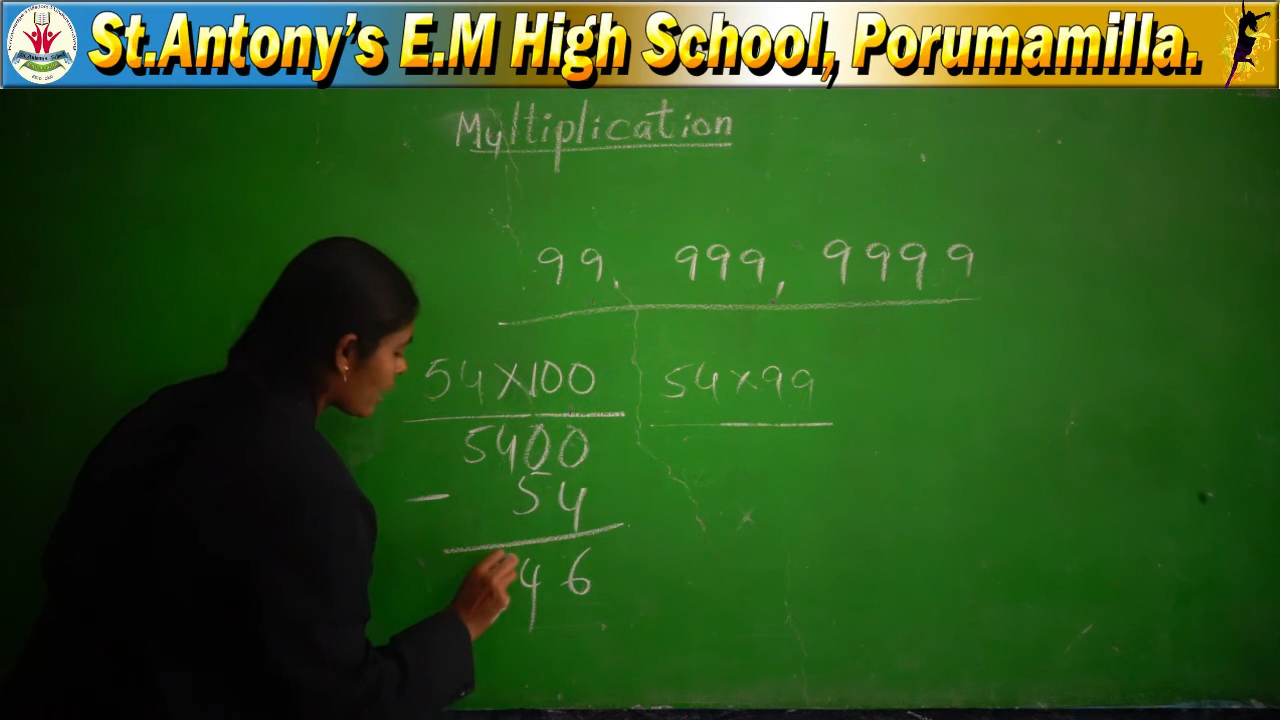 St.Antony's E.M High School, Porumamilla.
Multiplication
99, 999, 9999
54×100
5400
- 54
46
54×99